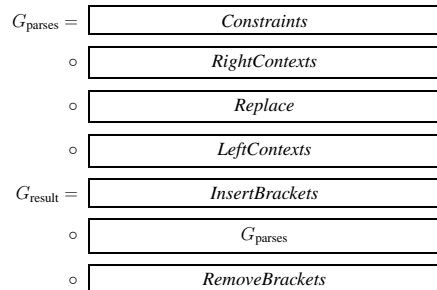 G_parses = Constraints
∘ RightContexts
∘ Replace
∘ LeftContexts
G_result = InsertBrackets
∘ G_parses
∘ RemoveBrackets